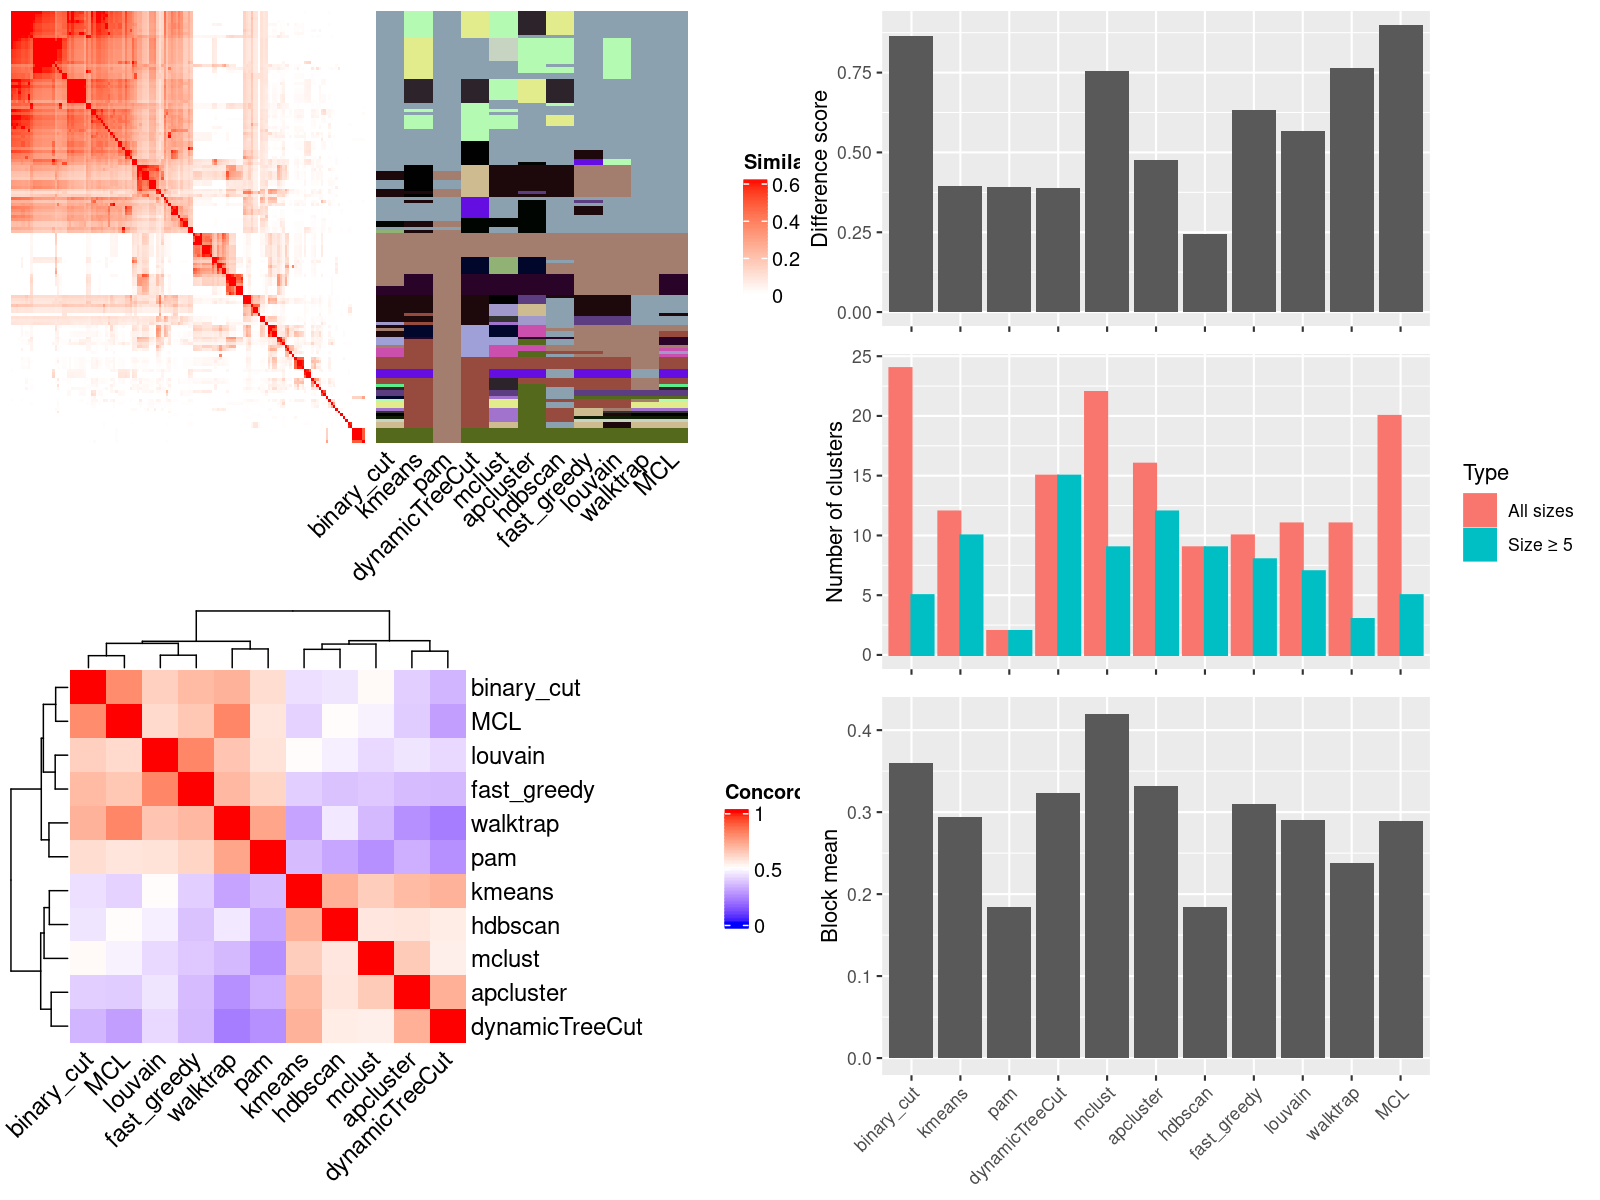 Simila
0.6
0.4
0.2
0
binary_cut
kmeans
pam
dynamicTreeCut
mclust
apcluster
hdbscan
fast_greedy
louvain
walktrap
MCL
binary_cut
MCL
louvain
fast_greedy
walktrap
pam
kmeans
hdbscan
mclust
apcluster
dynamicTreeCut
Concord
1
0.5
0
binary_cut
MCL
louvain
fast_greedy
walktrap
pam
kmeans
hdbscan
mclust
apcluster
dynamicTreeCut
Difference score
0.75
0.50
0.25
0.00
Number of clusters
25
20
15
10
5
0
Type
All sizes
Size ≥ 5
Block mean
0.4
0.3
0.2
0.1
0.0
binary_cut
kmeans
pam
dynamicTreeCut
mclust
apcluster
hdbscan
fast_greedy
louvain
walktrap
MCL